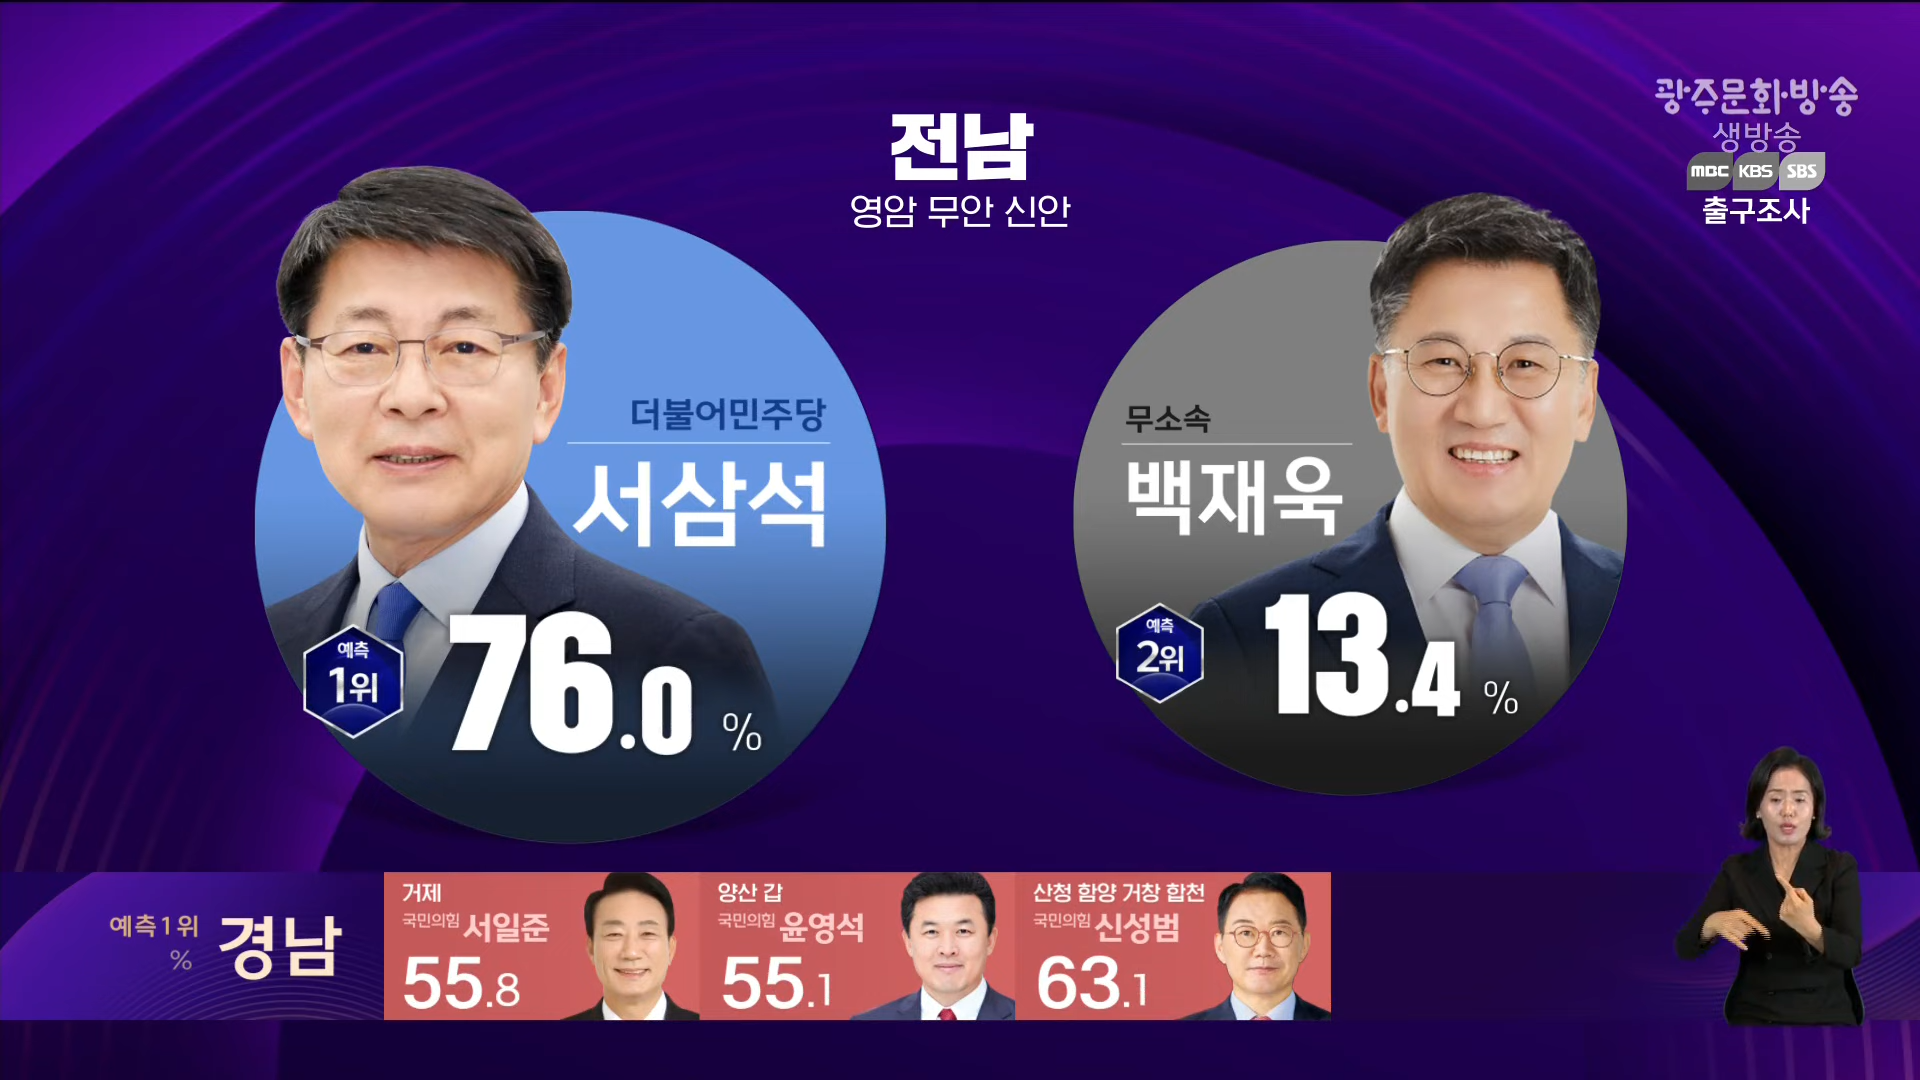 전남
영암 무안 신안
광주문화방송
생방송
MBC KBS SBS
출구조사
더불어민주당
서삼석
예측
1위
76.0 %
무소속
백재욱
예측
2위
13.4 %
예측1위
%
경남
거제
국민의힘 서일준
55.8
양산 갑
국민의힘 윤영석
55.1
산청 함양 거창 합천
국민의힘 신성범
63.1